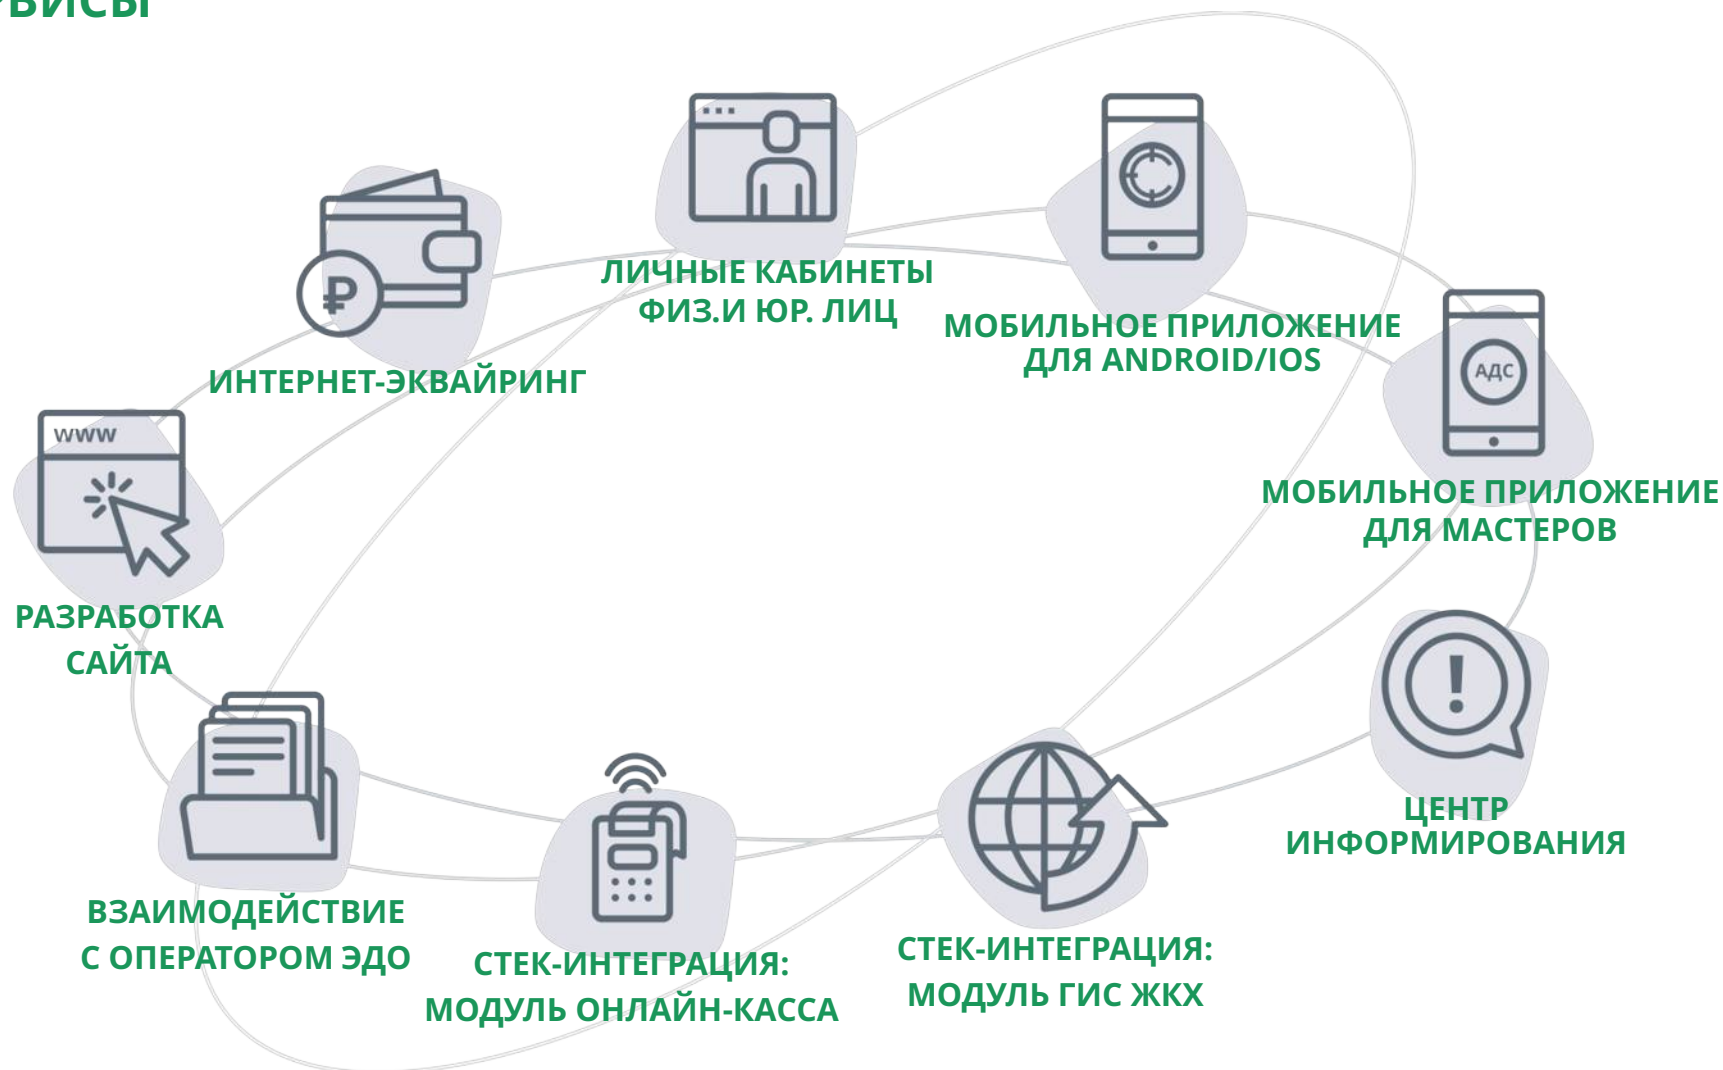 ЛИЧНЫЕ КАБИНЕТЫ
ФИЗ.И ЮР. ЛИЦ
МОБИЛЬНОЕ ПРИЛОЖЕНИЕ
ДЛЯ ANDROID/IOS
ИНТЕРНЕТ-ЭКВАЙРИНГ
АДС
МОБИЛЬНОЕ ПРИЛОЖЕНИЕ
ДЛЯ МАСТЕРОВ
www
РАЗРАБОТКА
САЙТА
ЦЕНТР
ИНФОРМИРОВАНИЯ
ВЗАИМОДЕЙСТВИЕ
С ОПЕРАТОРОМ ЭДО
СТЕК-ИНТЕГРАЦИЯ:
МОДУЛЬ ОНЛАЙН-КАССА
СТЕК-ИНТЕГРАЦИЯ:
МОДУЛЬ ГИС ЖКХ